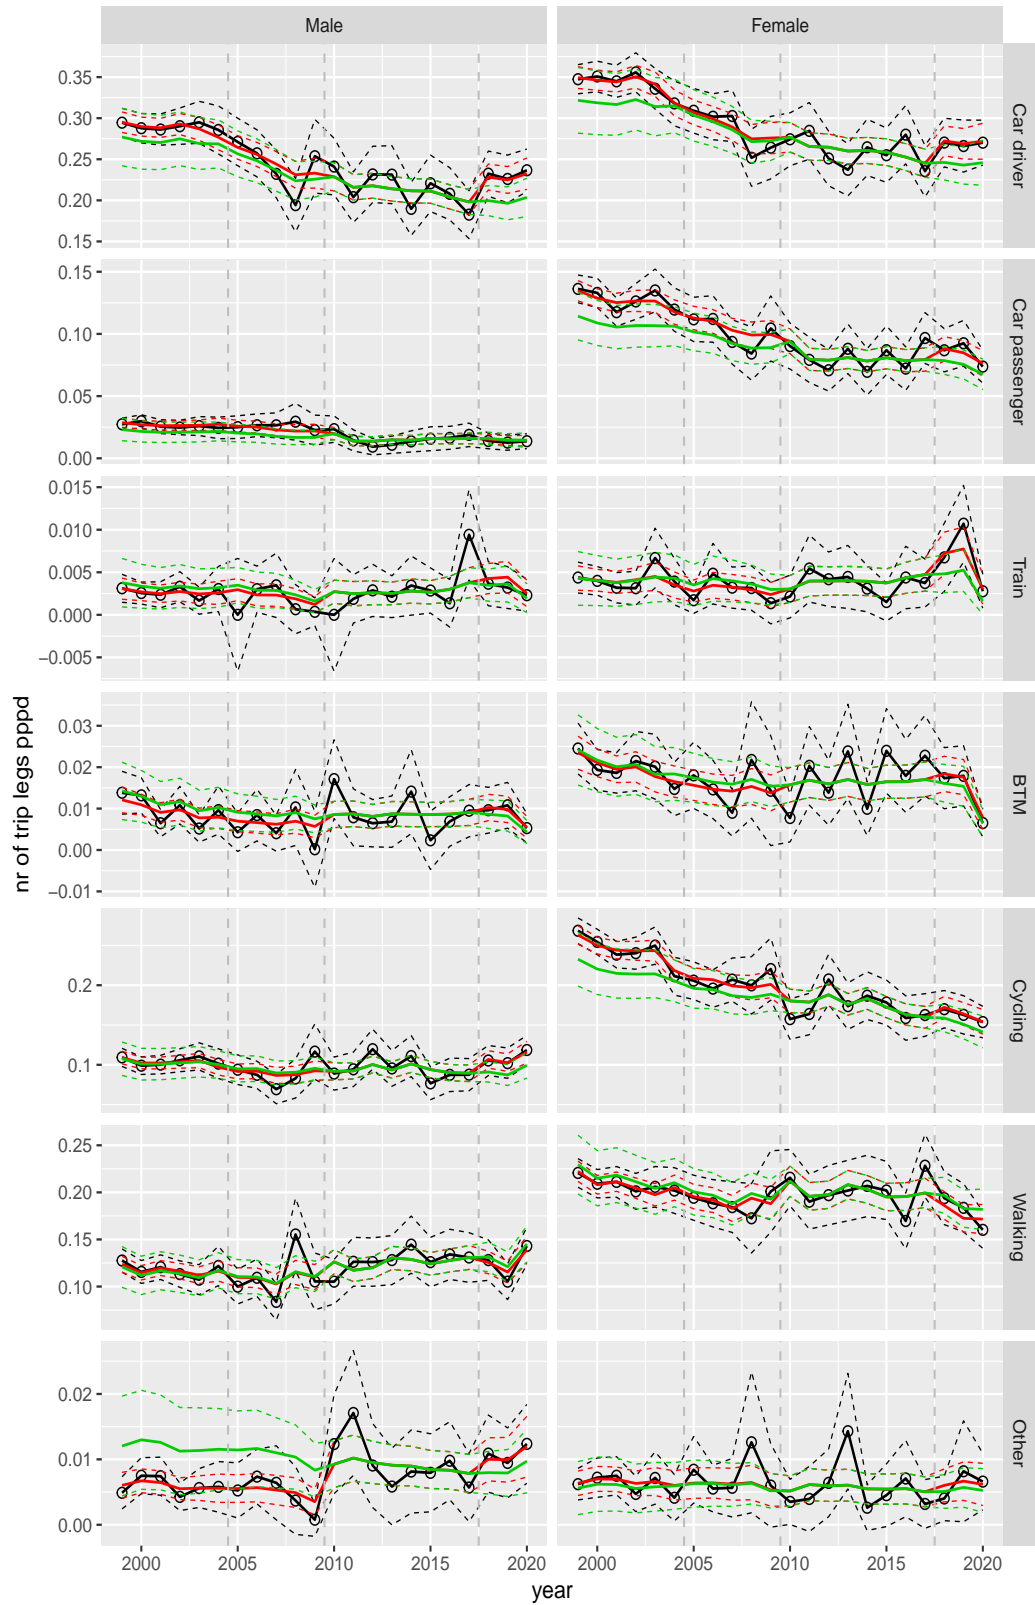 Male Female
0.35
0.30
0.25
0.20
0.15
Car driver
0.15
0.10
0.05
0.00
Car passenger
0.015
0.010
0.005
0.000
−0.005
Train
0.03
0.02
0.01
0.00
−0.01
BTM
0.2
0.1
Cycling
0.25
0.20
0.15
0.10
Walking
0.02
0.01
0.00
Other
nr of trip legs pppd
2000 2005 2010 2015 2020 2000 2005 2010 2015 2020
year